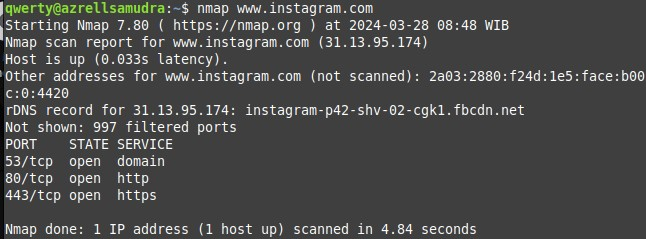 qwerty@azrellsamudra:~$ nmap www.instagram.com
Starting Nmap 7.80 ( https://nmap.org ) at 2024-03-28 08:48 WIB
Nmap scan report for www.instagram.com (31.13.95.174)
Host is up (0.033s latency).
Other addresses for www.instagram.com (not scanned): 2a03:2880:f24d:1e5:face:b00
c:0:4420
rDNS record for 31.13.95.174: instagram-p42-shv-02-cgk1.fbcdn.net
Not shown: 997 filtered ports
PORT    STATE SERVICE
53/tcp  open  domain
80/tcp  open  http
443/tcp open  https
Nmap done: 1 IP address (1 host up) scanned in 4.84 seconds